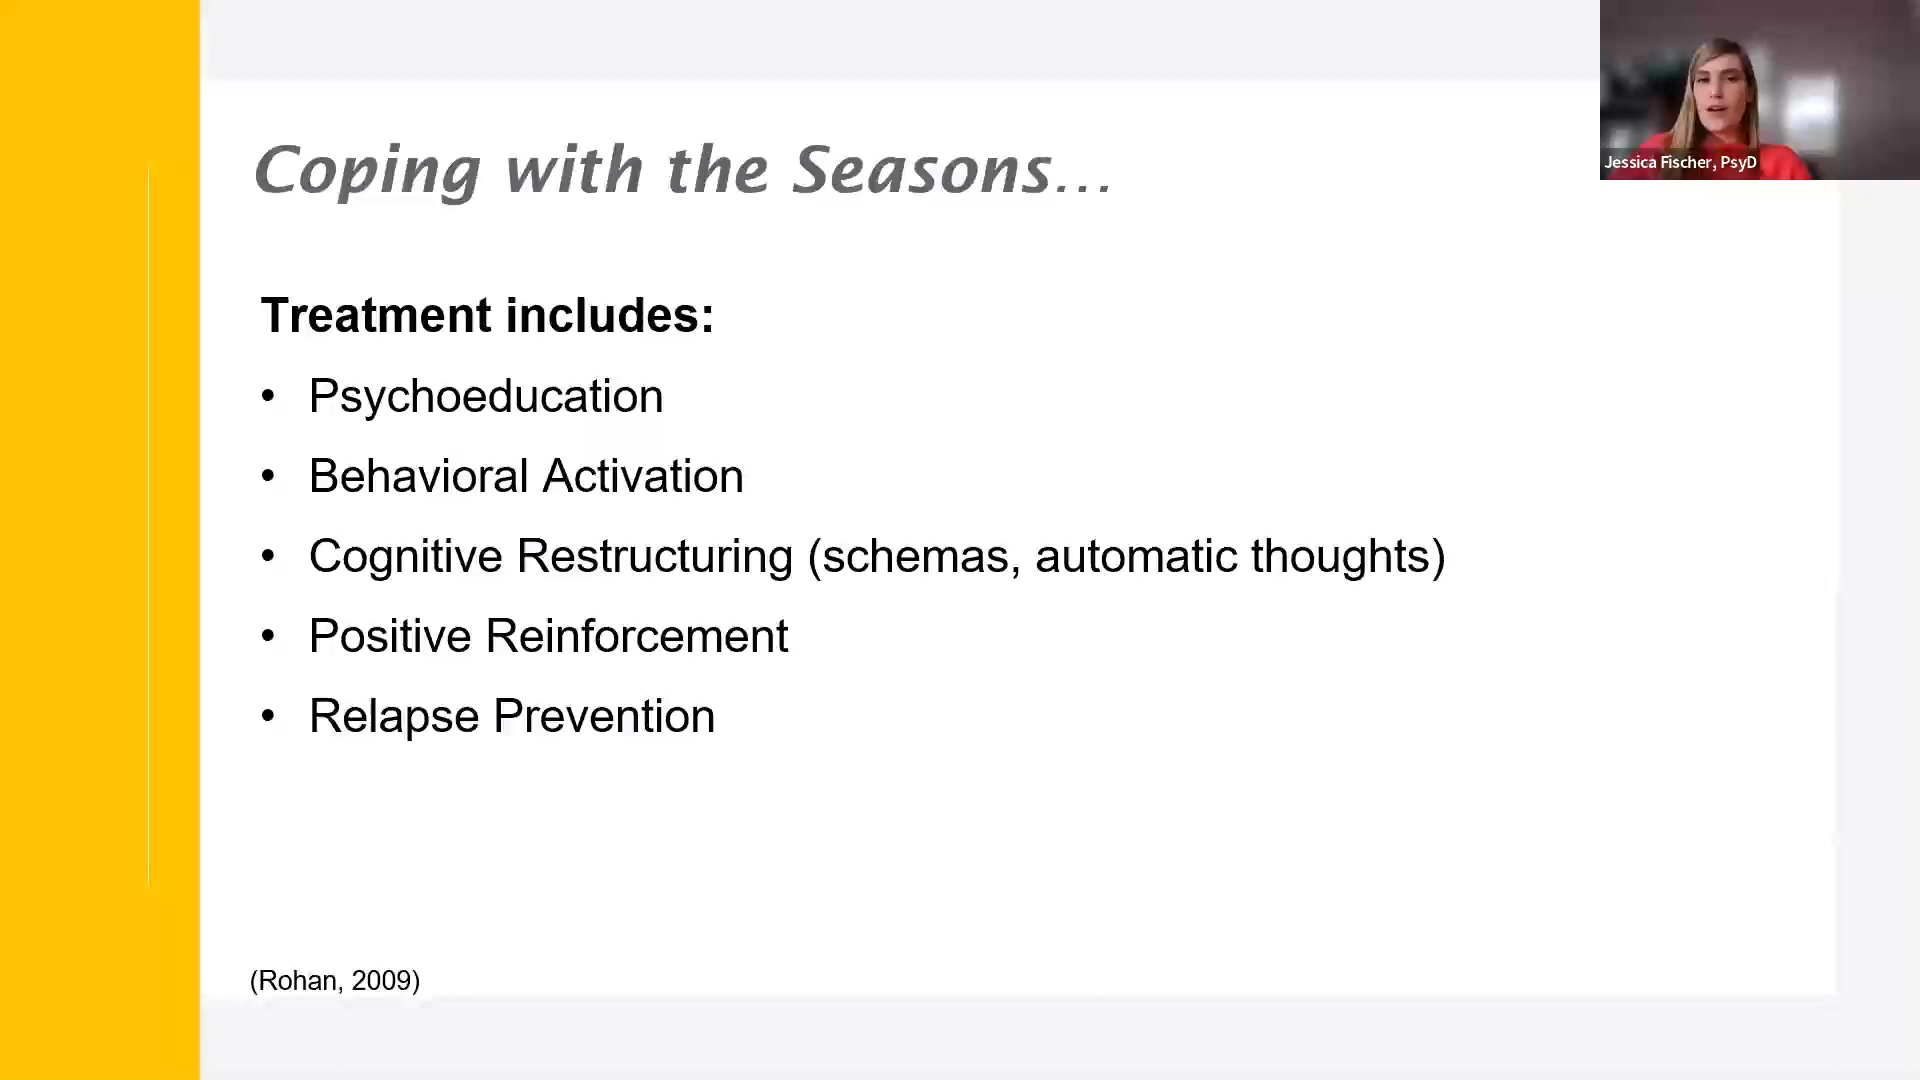 Coping with the Seasons...
Jessica Fischer, PsyD
Treatment includes:
• Psychoeducation
• Behavioral Activation
• Cognitive Restructuring (schemas, automatic thoughts)
• Positive Reinforcement
• Relapse Prevention
(Rohan, 2009)